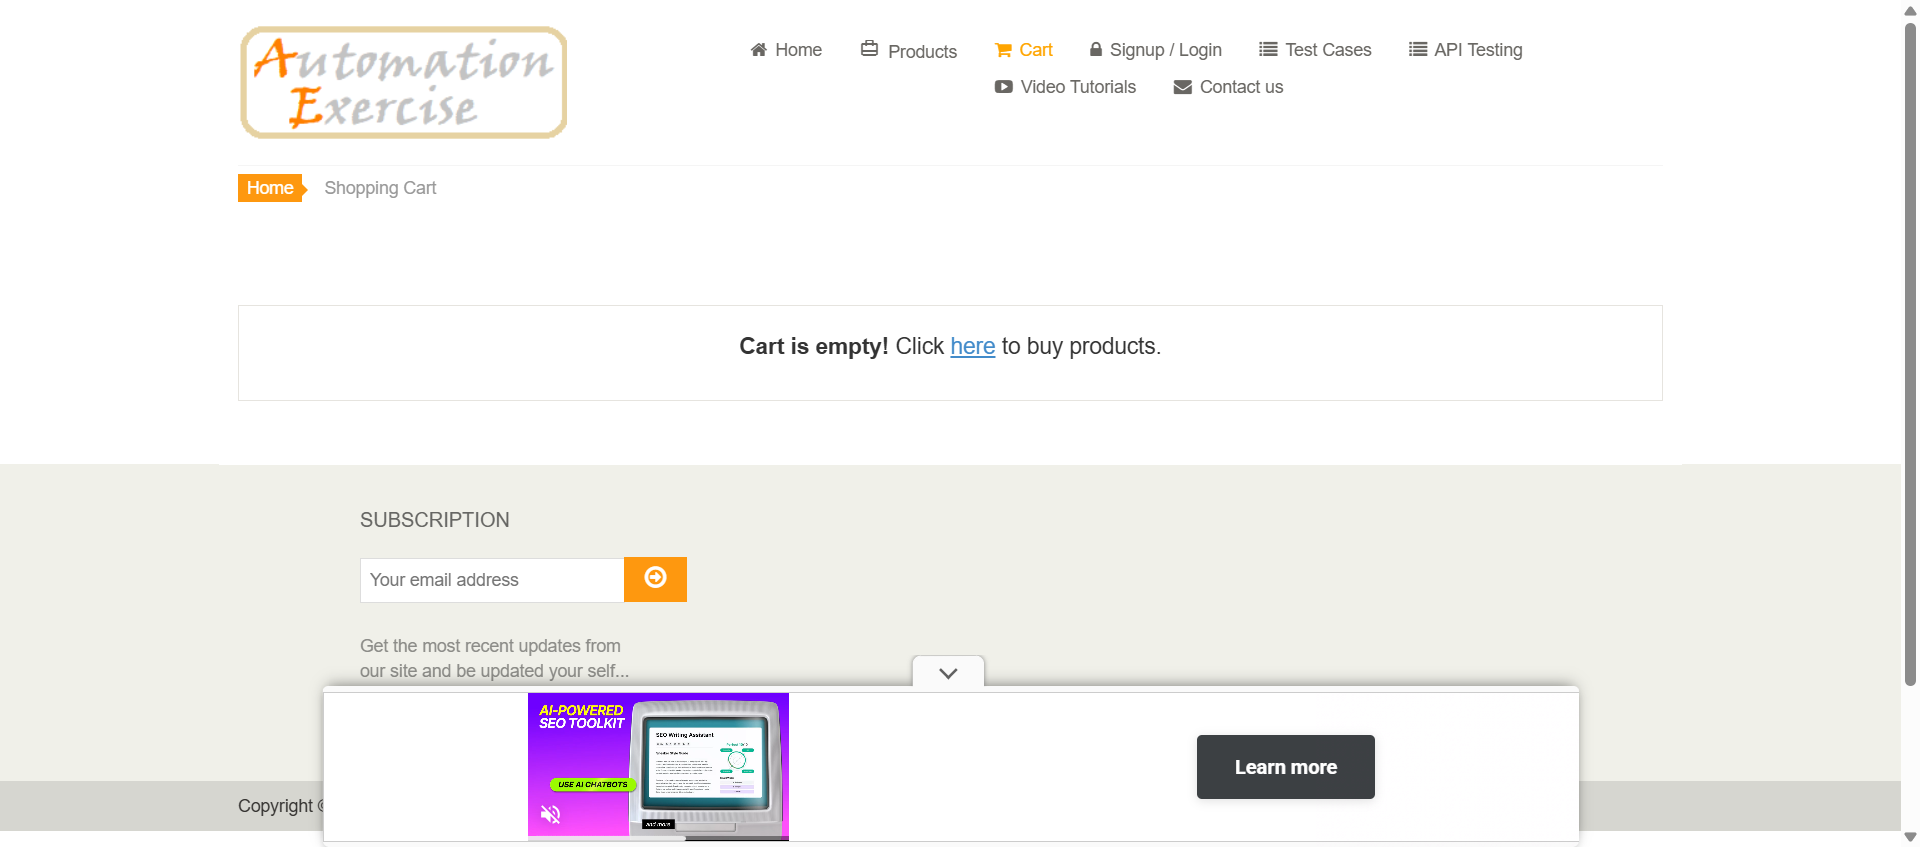 Automation
Exercise
Home
Products
Cart
Signup / Login
Test Cases
API Testing
Video Tutorials
Contact us
Home
Shopping Cart
Cart is empty! Click here to buy products.
SUBSCRIPTION
Your email address
Get the most recent updates from
our site and be updated your self...
AI-POWERED
SEO TOOLKIT
SEO Writing Assistant
USE AI CHATBOTS
and more
Learn more
Copyright